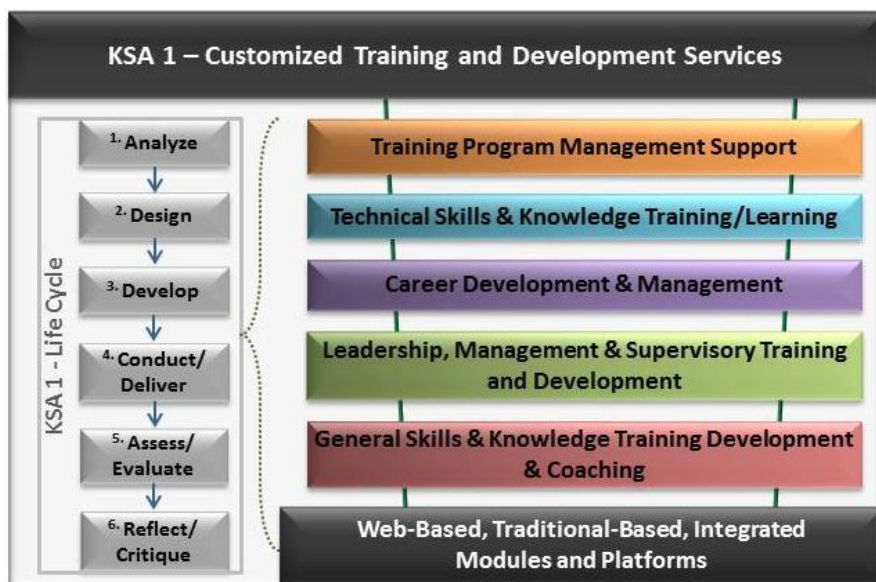 KSA 1 – Customized Training and Development Services
KSA 1 - Life Cycle
1. Analyze
2. Design
3. Develop
4. Conduct/
Deliver
5. Assess/
Evaluate
6. Reflect/
Critique
Training Program Management Support
Technical Skills & Knowledge Training/Learning
Career Development & Management
Leadership, Management & Supervisory Training
and Development
General Skills & Knowledge Training Development
& Coaching
Web-Based, Traditional-Based, Integrated
Modules and Platforms